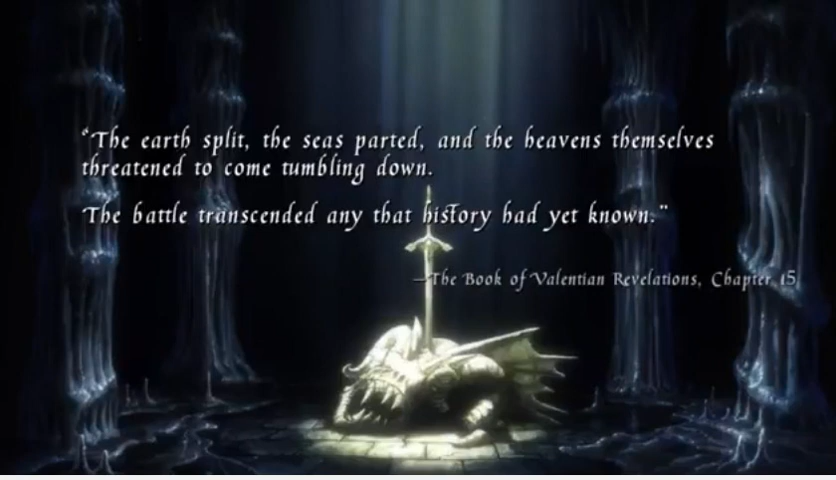 “The earth split, the seas parted, and the heavens themselves
threatened to come tumbling down.
The battle transcended any that history had yet known.”
—The Book of Valentian Revelations, Chapter 15